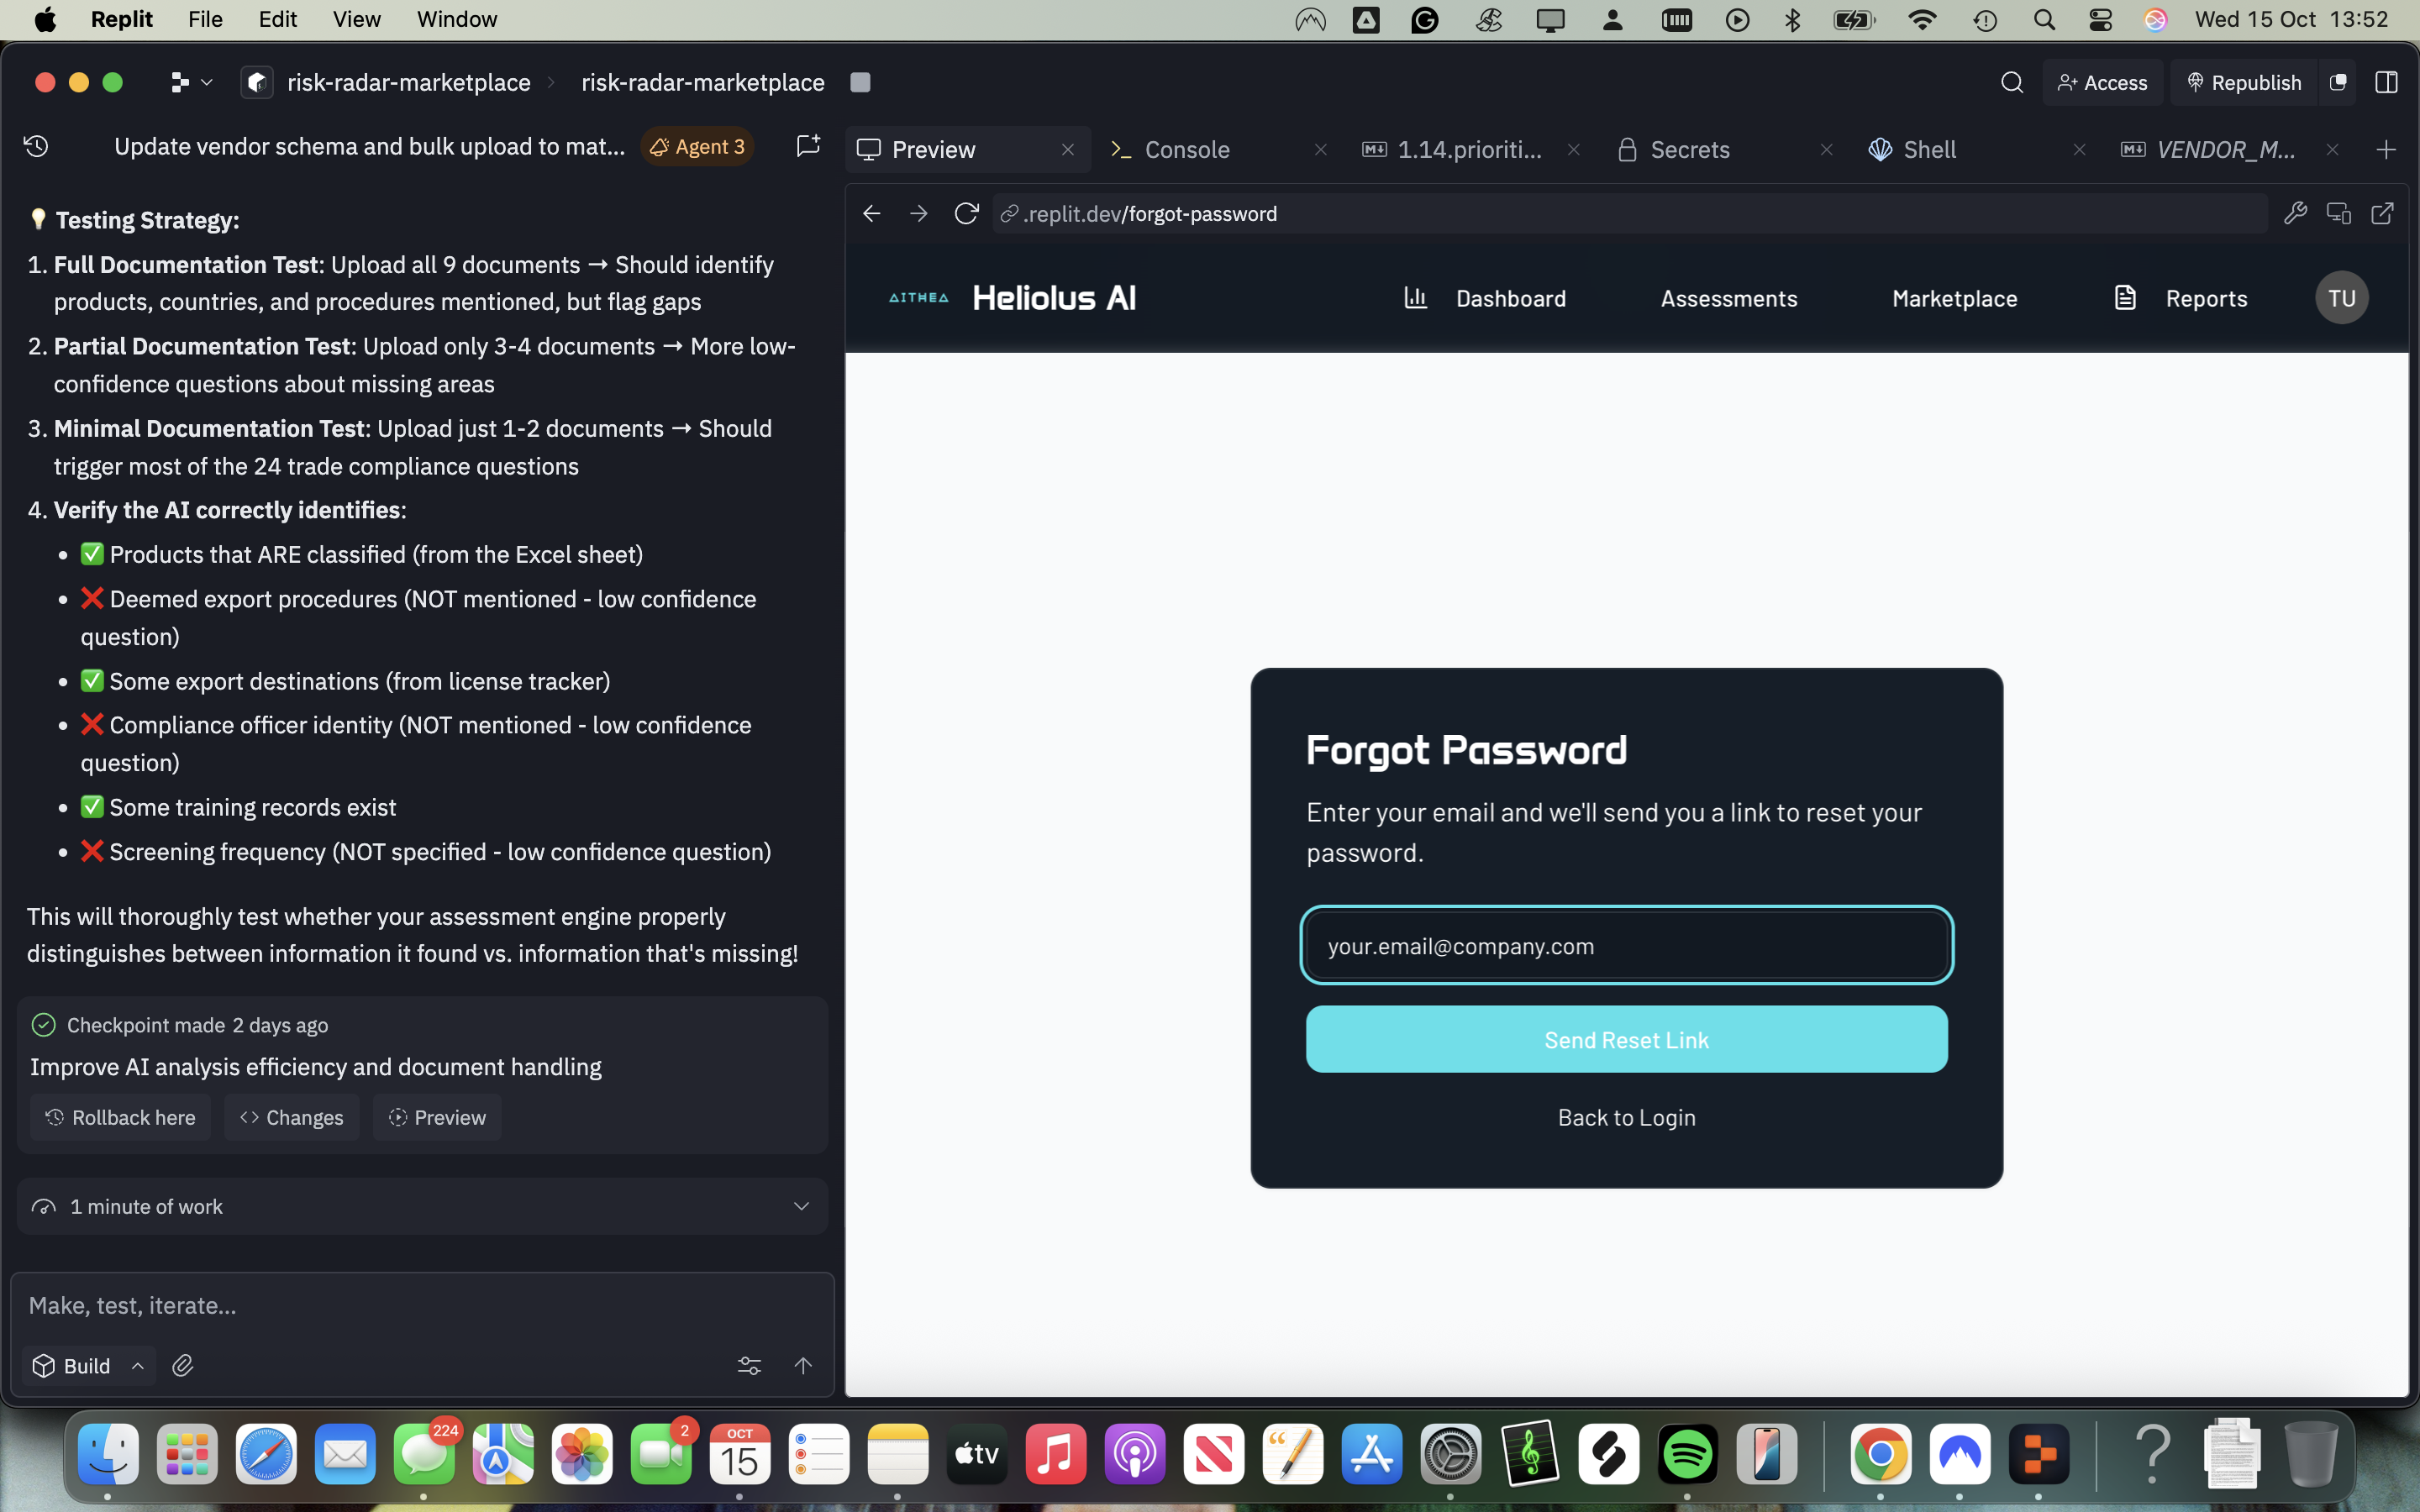 Replit File Edit View Window
Wed 15 Oct 13:52
risk-radar-marketplace
risk-radar-marketplace
Access
Republish
Update vendor schema and bulk upload to mat...
Agent 3
💡 Testing Strategy:
1. Full Documentation Test: Upload all 9 documents → Should identify
products, countries, and procedures mentioned, but flag gaps
2. Partial Documentation Test: Upload only 3-4 documents → More low-
confidence questions about missing areas
3. Minimal Documentation Test: Upload just 1-2 documents → Should
trigger most of the 24 trade compliance questions
4. Verify the AI correctly identifies:
• ✅ Products that ARE classified (from the Excel sheet)
• ❌ Deemed export procedures (NOT mentioned - low confidence
question)
• ✅ Some export destinations (from license tracker)
• ❌ Compliance officer identity (NOT mentioned - low confidence
question)
• ✅ Some training records exist
• ❌ Screening frequency (NOT specified - low confidence question)
This will thoroughly test whether your assessment engine properly
distinguishes between information it found vs. information that's missing!
Checkpoint made 2 days ago
Improve AI analysis efficiency and document handling
Rollback here
Changes
Preview
1 minute of work
Make, test, iterate...
Build
Preview
Console
1.14.prioriti...
Secrets
Shell
VENDOR_M...
.replit.dev/forgot-password
AITHEA
Heliolus AI
Dashboard
Assessments
Marketplace
Reports
TU
Forgot Password
Enter your email and we'll send you a link to reset your
password.
your.email@company.com
Send Reset Link
Back to Login
224
2
OCT
15
tv